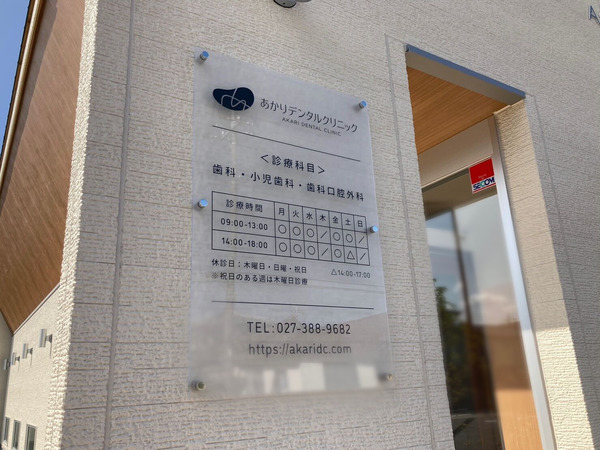 あかりデンタルクリニック
AKARI DENTAL CLINIC
＜診療科目＞
歯科・小児歯科・歯科口腔外科
診療時間 月 火 水 木 金 土 日
09:00-13:00 ○ ○ ○ ／ ○ ○ ／
14:00-18:00 ○ ○ ○ ／ ○ △ ／
休診日：木曜日・日曜・祝日 △14:00-17:00
※祝日のある週は木曜日診療
TEL:027-388-9682
https://akaridc.com
SECOM